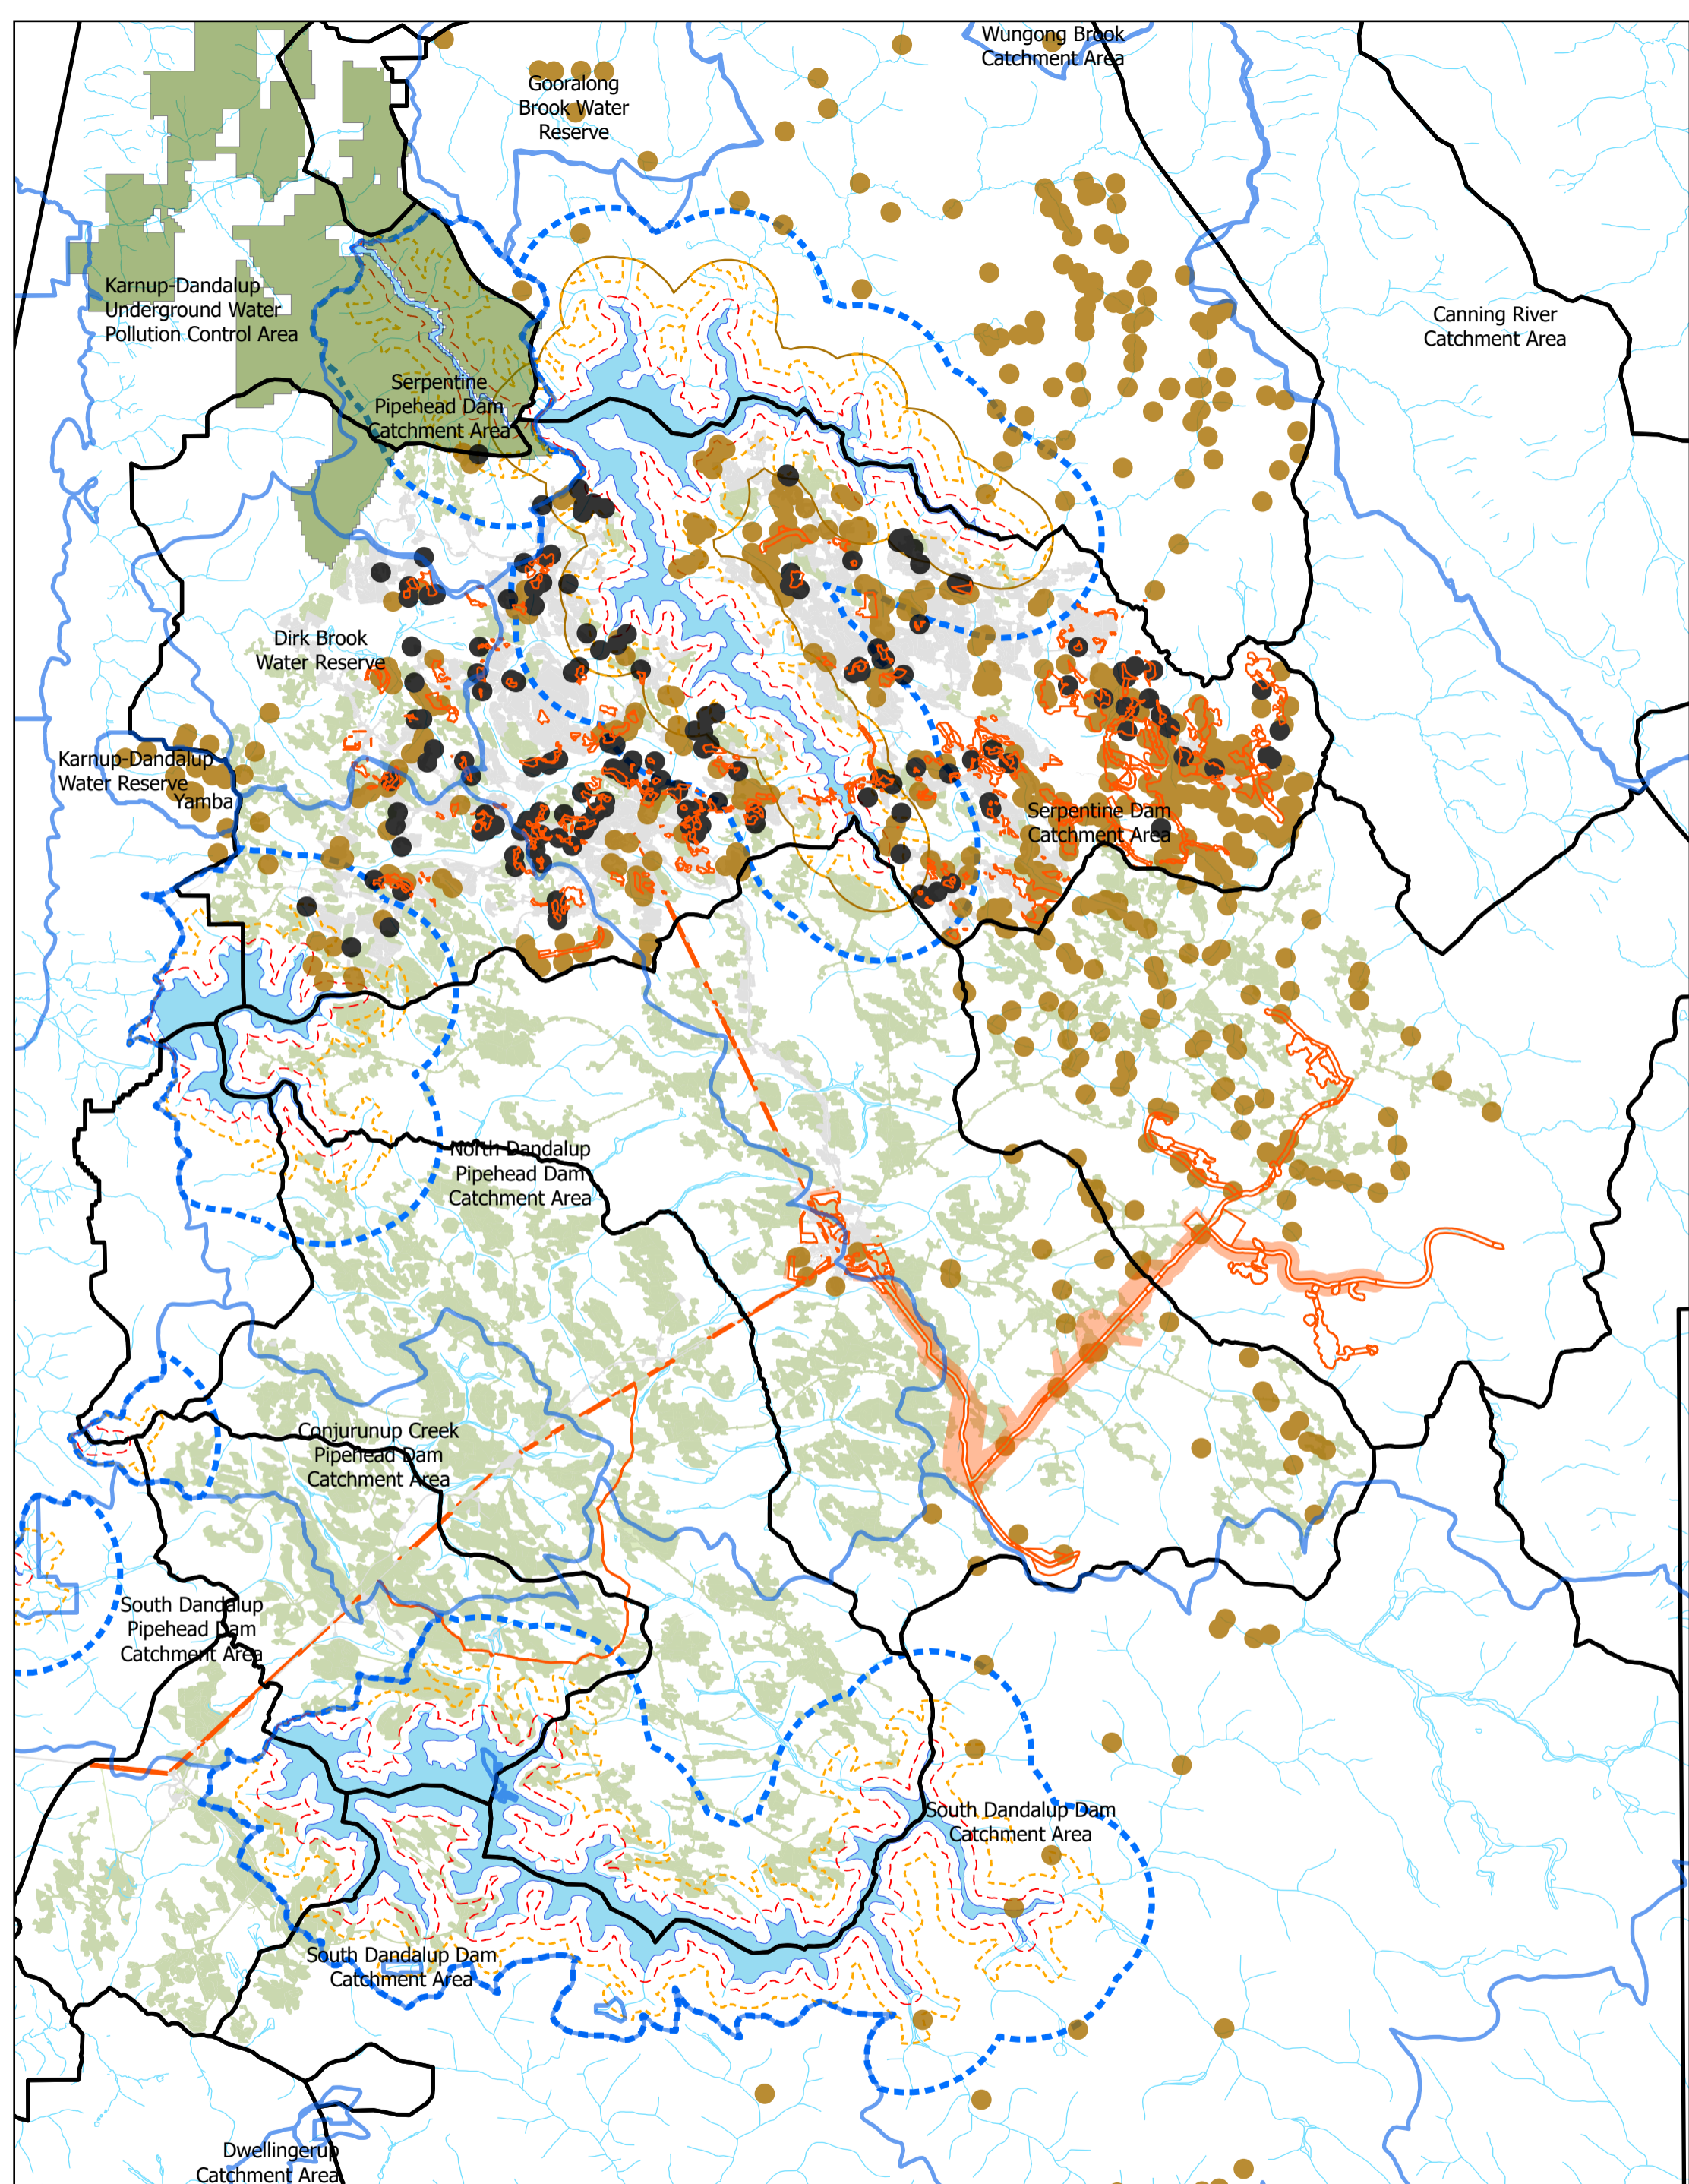 Wungong Brook
Catchment Area
Gooralong
Brook Water
Reserve
Karnup-Dandalup
Underground Water
Pollution Control Area
Canning River
Catchment Area
Serpentine
Pipehead Dam
Catchment Area
Dirk Brook
Water Reserve
Karnup-Dandalup
Water Reserve
Yamba
Serpentine Dam
Catchment Area
North Dandalup
Pipehead Dam
Catchment Area
Conjurunup Creek
Pipehead Dam
Catchment Area
South Dandalup
Pipehead Dam
Catchment Area
South Dandalup Dam
Catchment Area
South Dandalup Dam
Catchment Area
Dwellingerup
Catchment Area